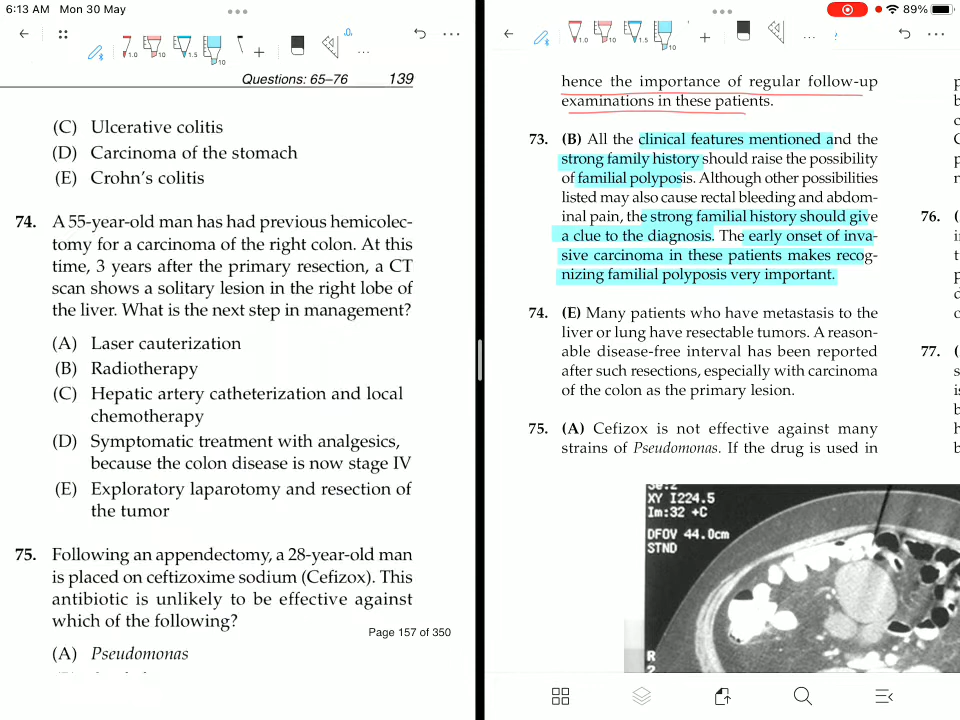 6:13 AM Mon 30 May
89%
1.0
10
1.5
10
1.0
10
1.5
10
Questions: 65–76 139
(C) Ulcerative colitis
(D) Carcinoma of the stomach
(E) Crohn's colitis
74. A 55-year-old man has had previous hemicolec-
tomy for a carcinoma of the right colon. At this
time, 3 years after the primary resection, a CT
scan shows a solitary lesion in the right lobe of
the liver. What is the next step in management?
(A) Laser cauterization
(B) Radiotherapy
(C) Hepatic artery catheterization and local
chemotherapy
(D) Symptomatic treatment with analgesics,
because the colon disease is now stage IV
(E) Exploratory laparotomy and resection of
the tumor
75. Following an appendectomy, a 28-year-old man
is placed on ceftizoxime sodium (Cefizox). This
antibiotic is unlikely to be effective against
which of the following?
Page 157 of 350
(A) Pseudomonas
hence the importance of regular follow-up
examinations in these patients.
73. (B) All the clinical features mentioned and the
strong family history should raise the possibility
of familial polyposis. Although other possibilities
listed may also cause rectal bleeding and abdom-
inal pain, the strong familial history should give
a clue to the diagnosis. The early onset of inva-
sive carcinoma in these patients makes recog-
nizing familial polyposis very important.
74. (E) Many patients who have metastasis to the
liver or lung have resectable tumors. A reason-
able disease-free interval has been reported
after such resections, especially with carcinoma
of the colon as the primary lesion.
75. (A) Cefizox is not effective against many
strains of Pseudomonas. If the drug is used in
XY I224.5
Im:32 +C
DFOV 44.0cm
STND
R
76.
77.